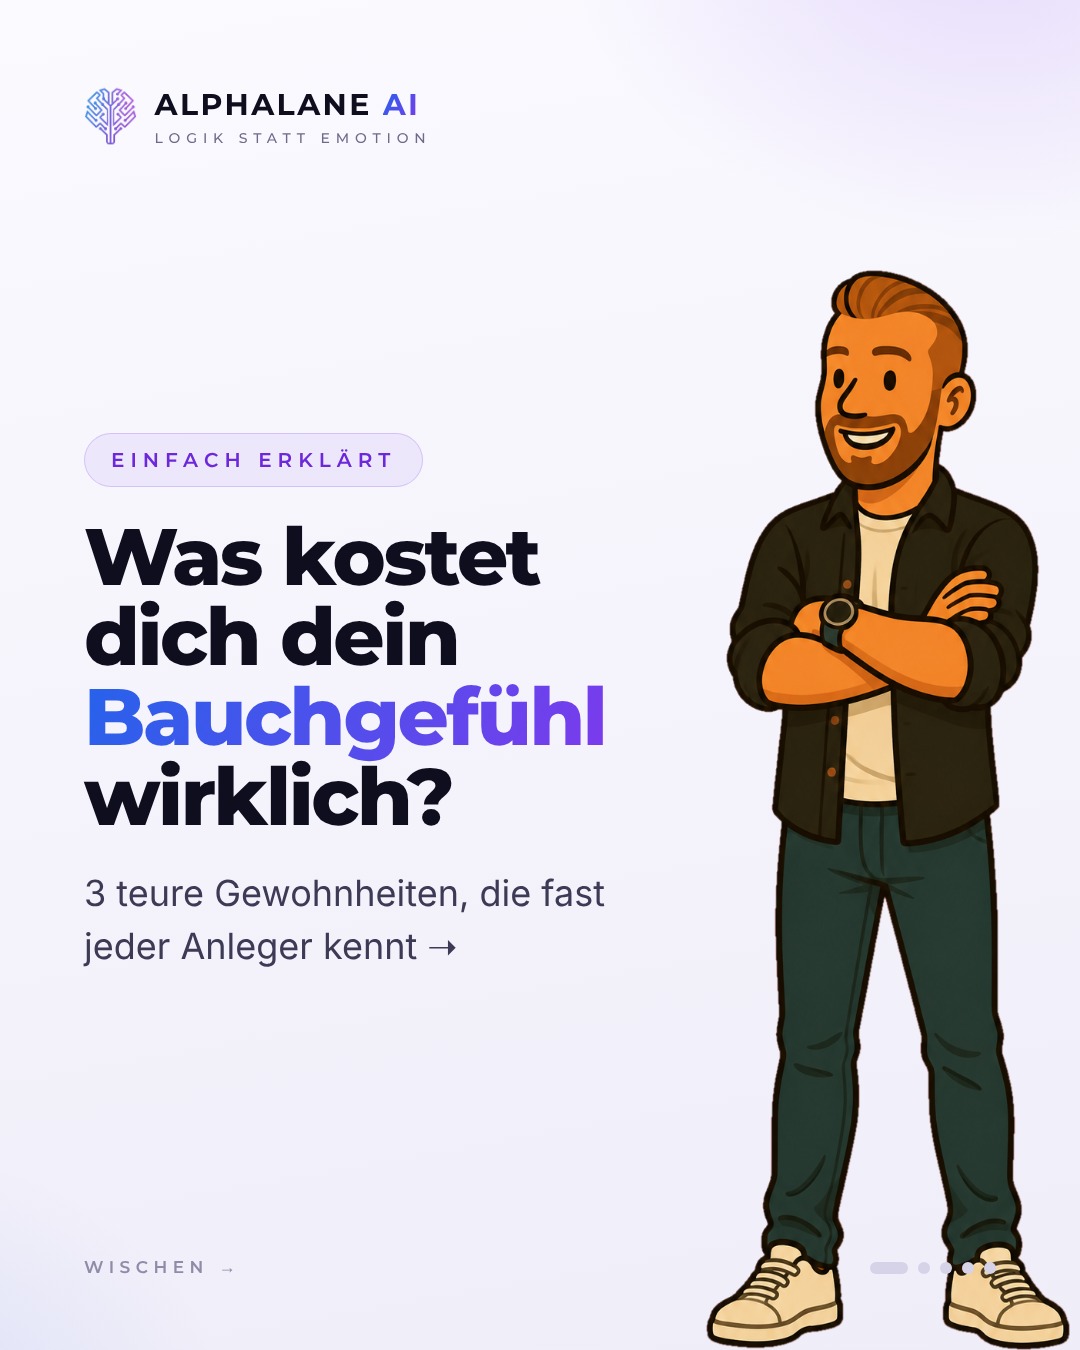 ALPHALANE AI
LOGIK STATT EMOTION
EINFACH ERKLÄRT
Was kostet
dich dein
Bauchgefühl
wirklich?
3 teure Gewohnheiten, die fast
jeder Anleger kennt →
WISCHEN →